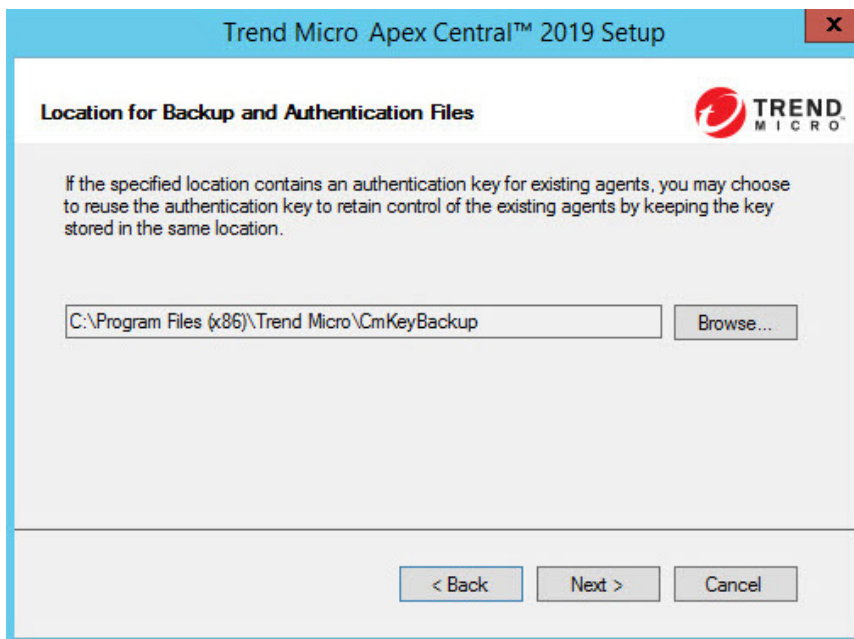 Trend Micro Apex Central™ 2019 Setup
x
Location for Backup and Authentication Files
TREND
MICRO
If the specified location contains an authentication key for existing agents, you may choose
to reuse the authentication key to retain control of the existing agents by keeping the key
stored in the same location.
C:\Program Files (x86)\Trend Micro\CmKeyBackup
Browse...
< Back
Next >
Cancel